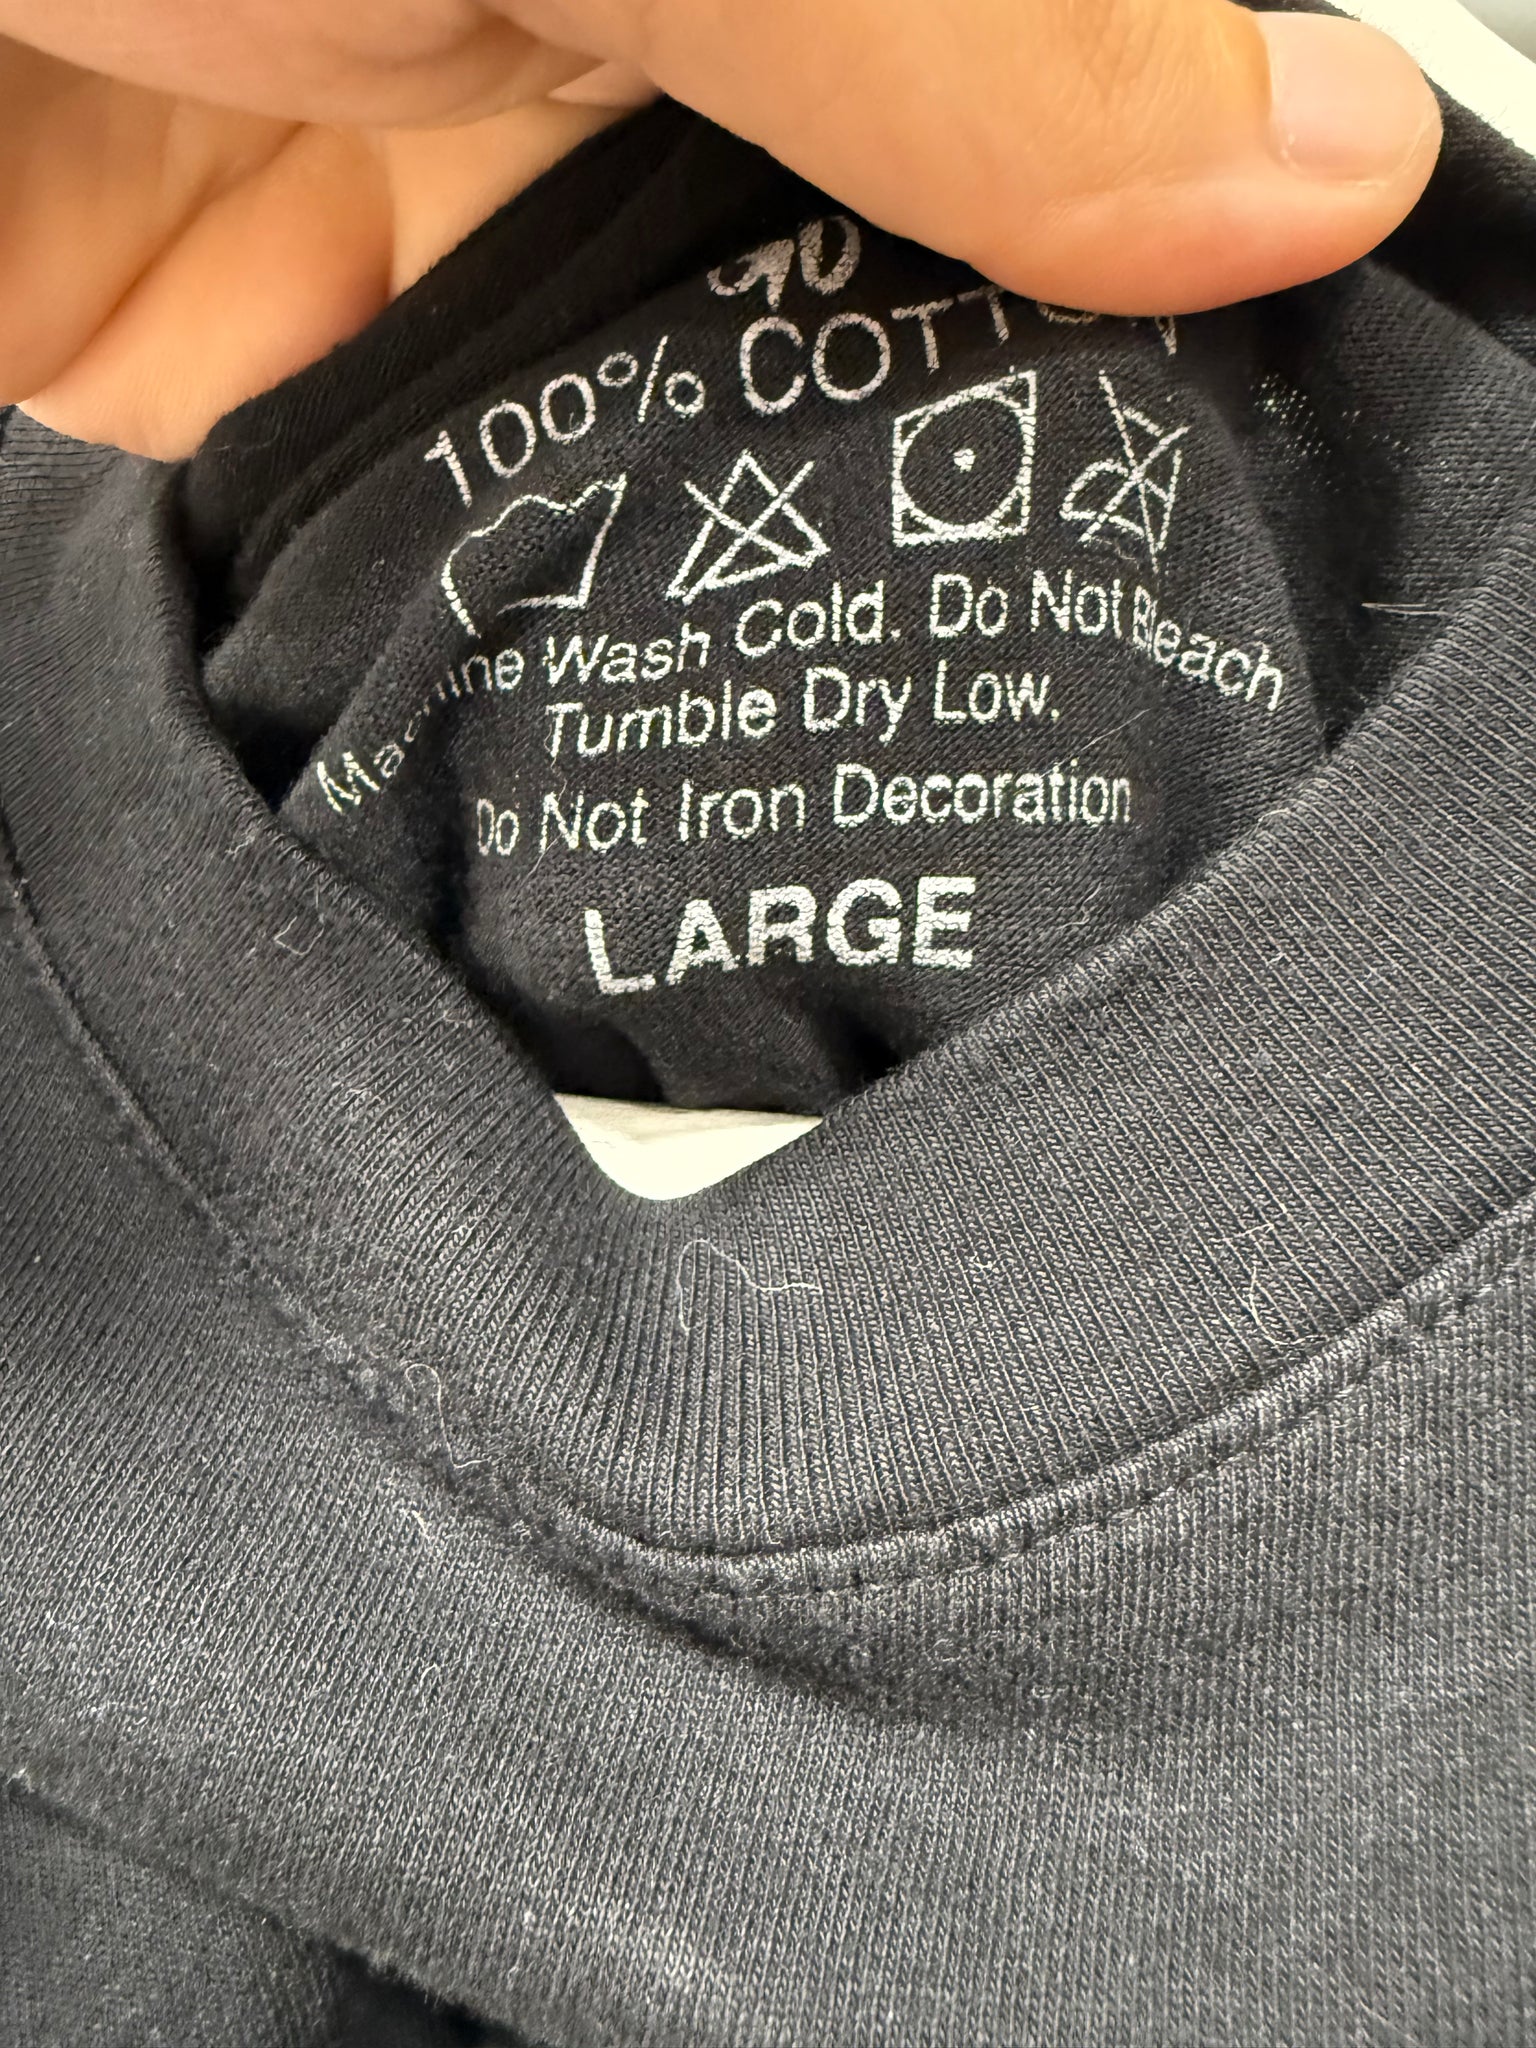 100% COTTON
Machine Wash Cold. Do Not Bleach
Tumble Dry Low.
Do Not Iron Decoration
LARGE